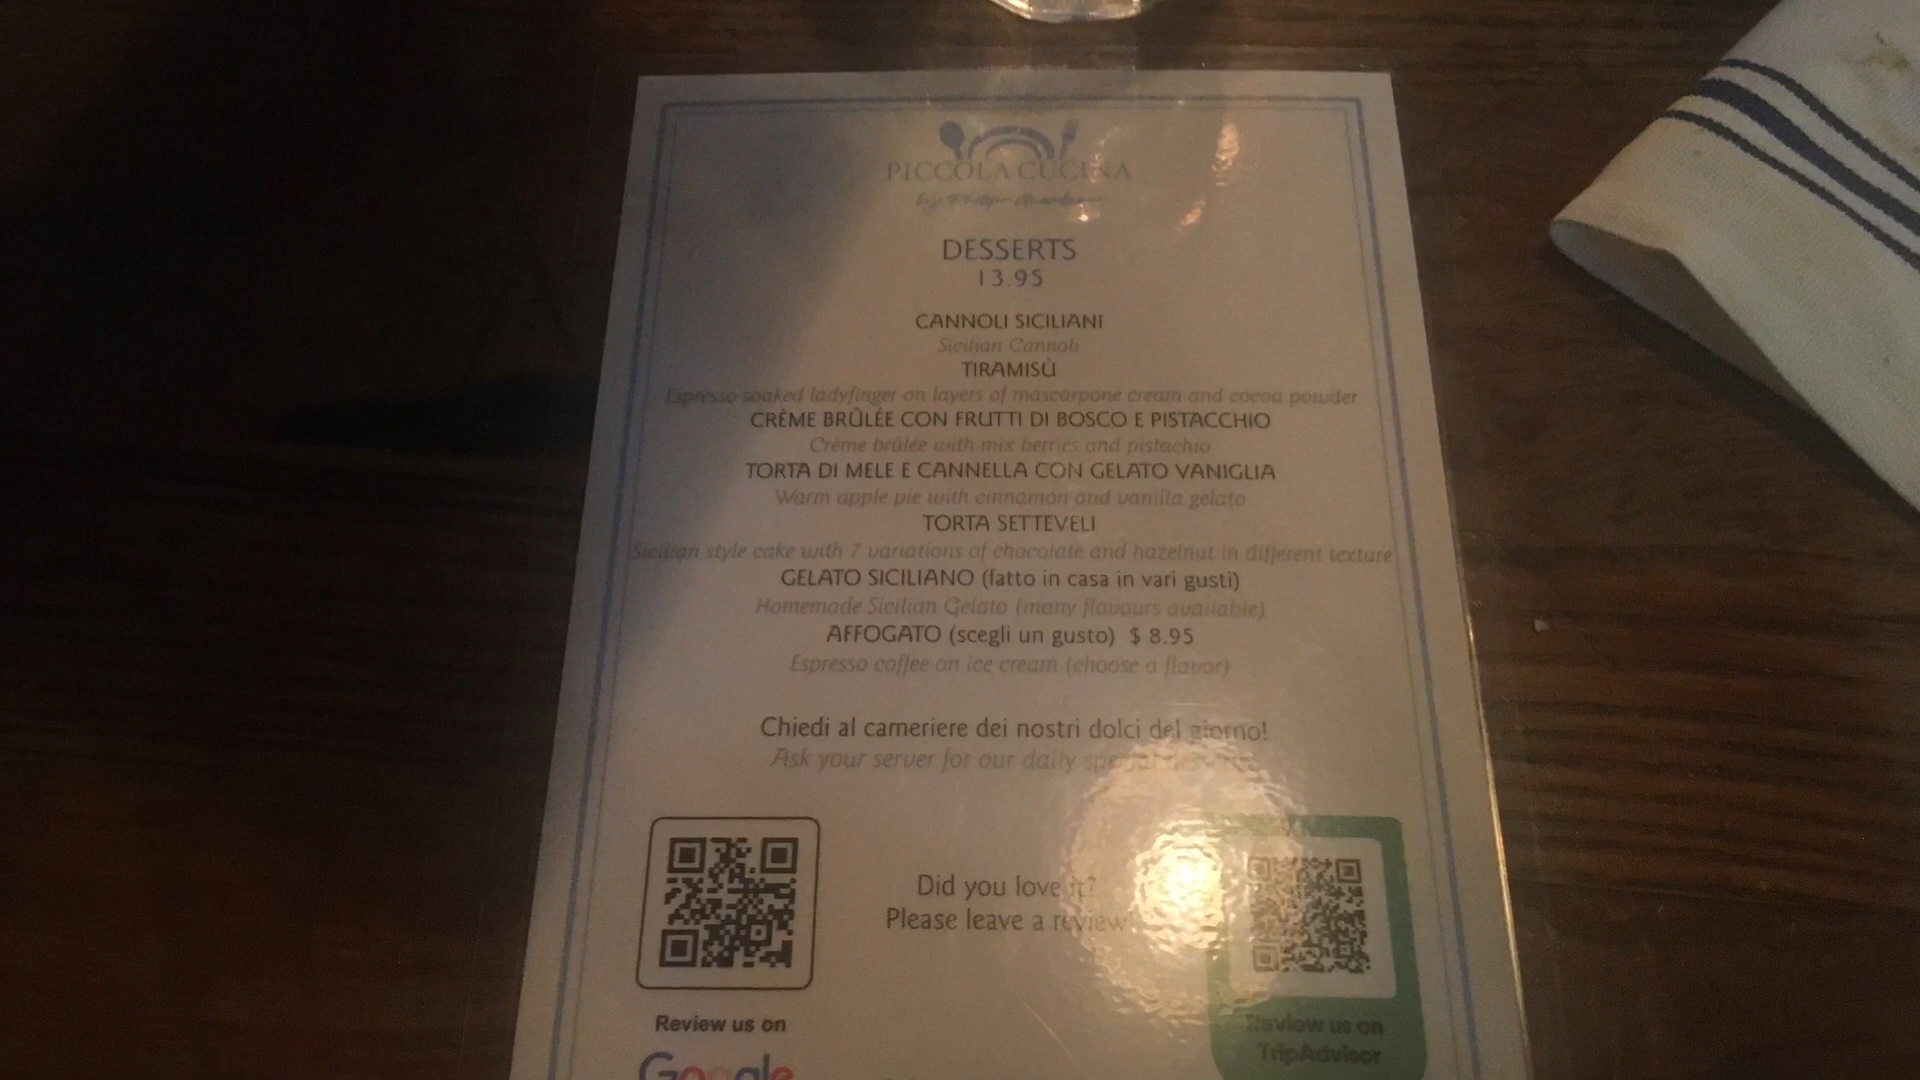 PICCOLA CUCINA
by Philip
DESSERTS
13.95
CANNOLI SICILIANI
Sicilian Cannoli
TIRAMISÙ
Espresso soaked ladyfinger on layers of mascarpone cream and cocoa powder
CRÈME BRÛLÉE CON FRUTTI DI BOSCO E PISTACCHIO
Crème brûlée with mix berries and pistachio
TORTA DI MELE E CANNELLA CON GELATO VANIGLIA
Warm apple pie with cinnamon and vanilla gelato
TORTA SETTEVELI
Sicilian style cake with 7 variations of chocolate and hazelnut in different texture
GELATO SICILIANO (fatto in casa in vari gusti)
Homemade Sicilian Gelato (many flavours available)
AFFOGATO (scegli un gusto) $ 8.95
Espresso coffee on ice cream (choose a flavor)
Chiedi al cameriere dei nostri dolci del giorno!
Ask your server for our daily special
Did you love it?
Please leave a review!
Review us on
Google
Review us on
TripAdvisor